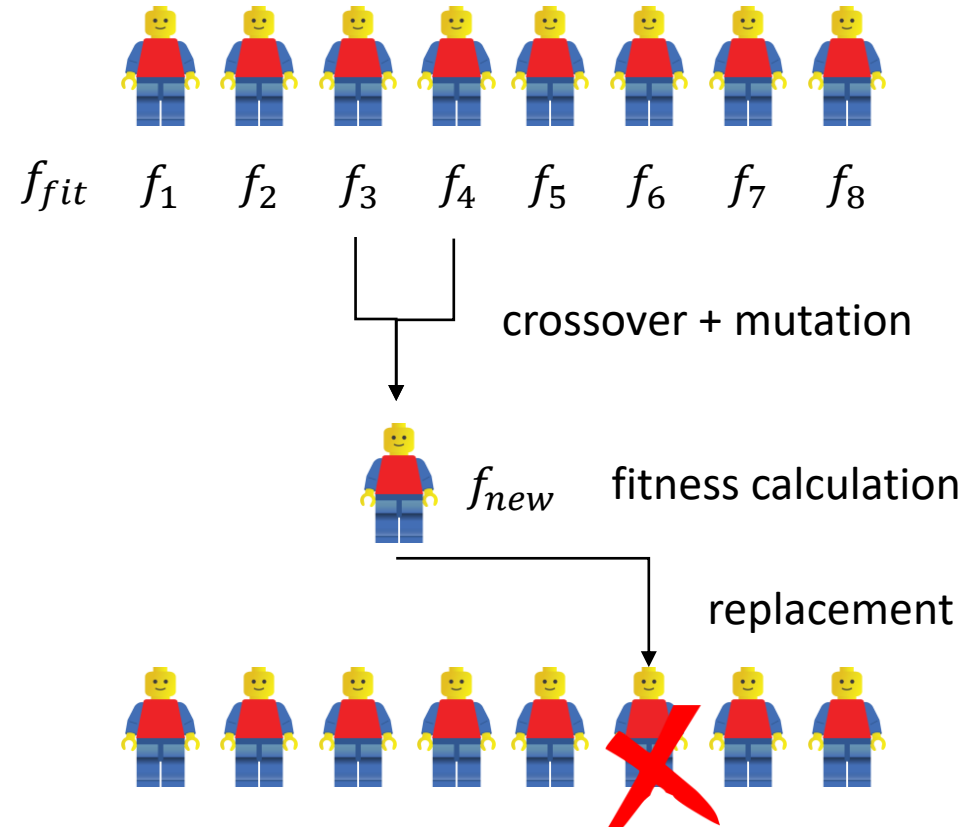 f_fit f_1 f_2 f_3 f_4 f_5 f_6 f_7 f_8
crossover + mutation
f_new fitness calculation
replacement